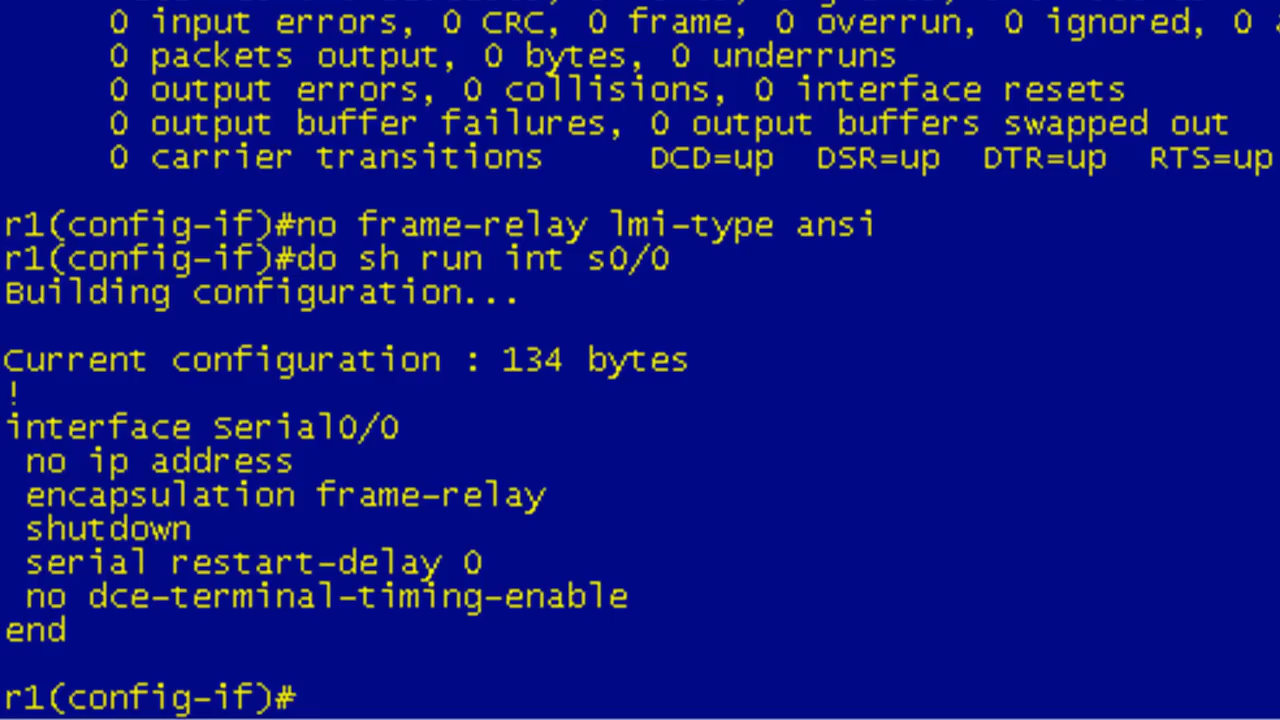 0 input errors, 0 CRC, 0 frame, 0 overrun, 0 ignored, 0
0 packets output, 0 bytes, 0 underruns
0 output errors, 0 collisions, 0 interface resets
0 output buffer failures, 0 output buffers swapped out
0 carrier transitions     DCD=up  DSR=up  DTR=up  RTS=up
r1(config-if)#no frame-relay lmi-type ansi
r1(config-if)#do sh run int s0/0
Building configuration...
Current configuration : 134 bytes
!
interface Serial0/0
no ip address
encapsulation frame-relay
shutdown
serial restart-delay 0
no dce-terminal-timing-enable
end
r1(config-if)#